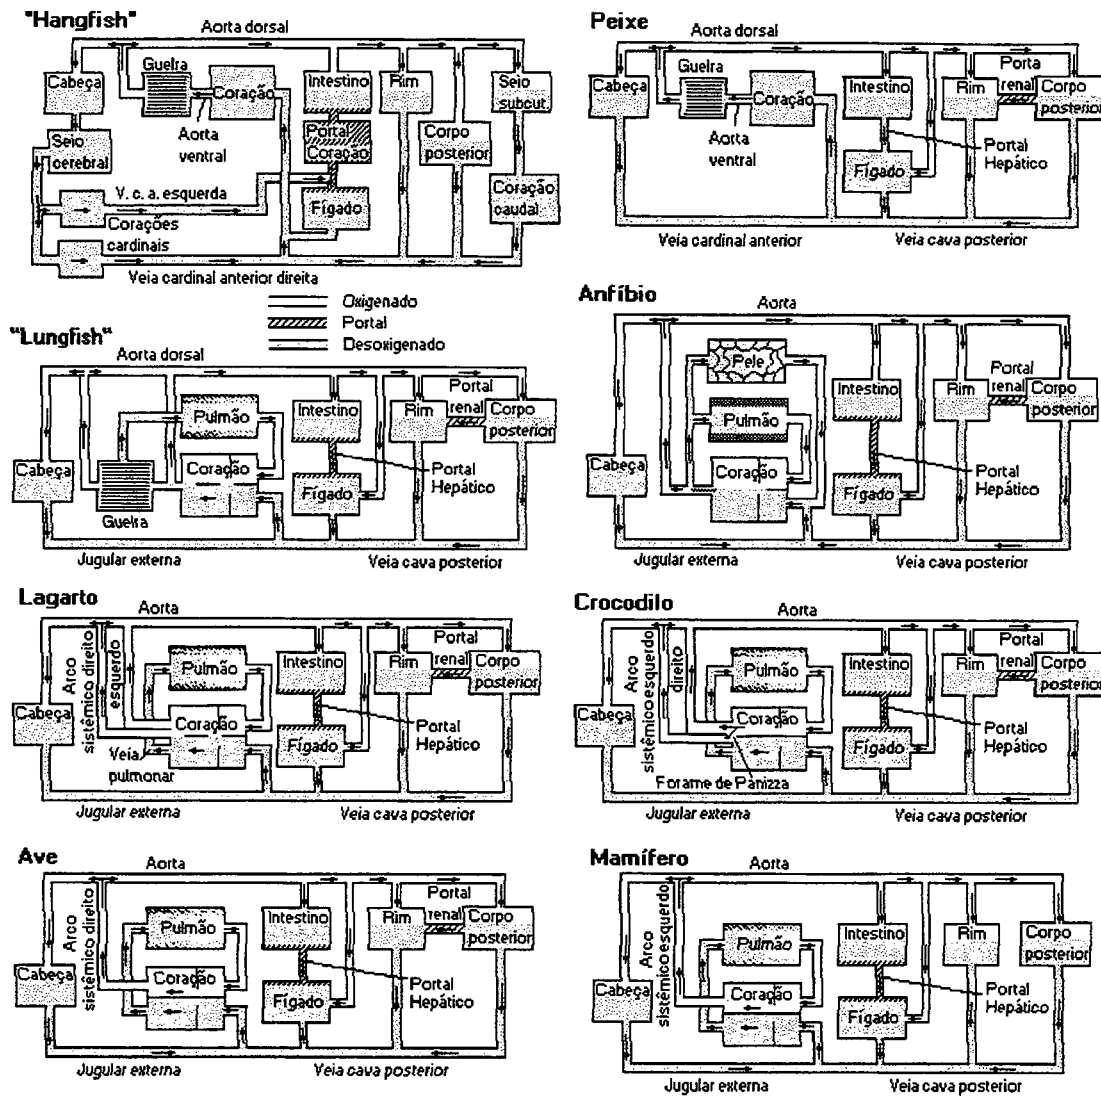 "Hangfish"
Aorta dorsal
Cabeça
Guelra
Coração
Intestino
Rim
Seio
subcut.
Aorta
ventral
Portal
Coração
Corpo
posterior
Seio
cerebral
V. c. a. esquerda
Corações
cardinais
Fígado
Coração
caudal
Veia cardinal anterior direita
Peixe
Aorta dorsal
Cabeça
Guelra
Coração
Intestino
Rim
Porta
renal
Corpo
posterior
Aorta
ventral
Portal
Hepático
Fígado
Veia cardinal anterior
Veia cava posterior
Oxigenado
Portal
Desoxigenado
"Lungfish"
Aorta dorsal
Pulmão
Intestino
Rim
Portal
renal
Corpo
posterior
Cabeça
Coração
Guelra
Fígado
Portal
Hepático
Jugular externa
Veia cava posterior
Anfíbio
Aorta
Pele
Pulmão
Intestino
Rim
Portal
renal
Corpo
posterior
Cabeça
Coração
Fígado
Portal
Hepático
Jugular externa
Veia cava posterior
Lagarto
Aorta
Arco
sistêmico direito
esquerdo
Pulmão
Intestino
Rim
Portal
renal
Corpo
posterior
Cabeça
Coração
Fígado
Portal
Hepático
Veia
pulmonar
Jugular externa
Veia cava posterior
Crocodilo
Aorta
Arco
sistêmico esquerdo
direito
Pulmão
Intestino
Rim
Portal
renal
Corpo
posterior
Cabeça
Coração
Fígado
Portal
Hepático
Forame de Panizza
Jugular externa
Veia cava posterior
Ave
Aorta
Arco
sistêmico direito
Pulmão
Intestino
Rim
Portal
renal
Corpo
posterior
Cabeça
Coração
Fígado
Portal
Hepático
Jugular externa
Veia cava posterior
Mamífero
Aorta
Arco
sistêmico esquerdo
Pulmão
Intestino
Rim
Corpo
posterior
Cabeça
Coração
Fígado
Portal
Hepático
Jugular externa
Veia cava posterior